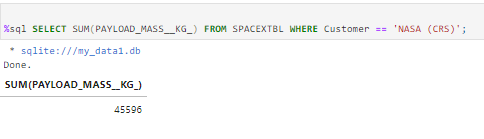 %sql SELECT SUM(PAYLOAD_MASS__KG_) FROM SPACEXTBL WHERE Customer == 'NASA (CRS)';
* sqlite:///my_data1.db
Done.
SUM(PAYLOAD_MASS__KG_)
45596